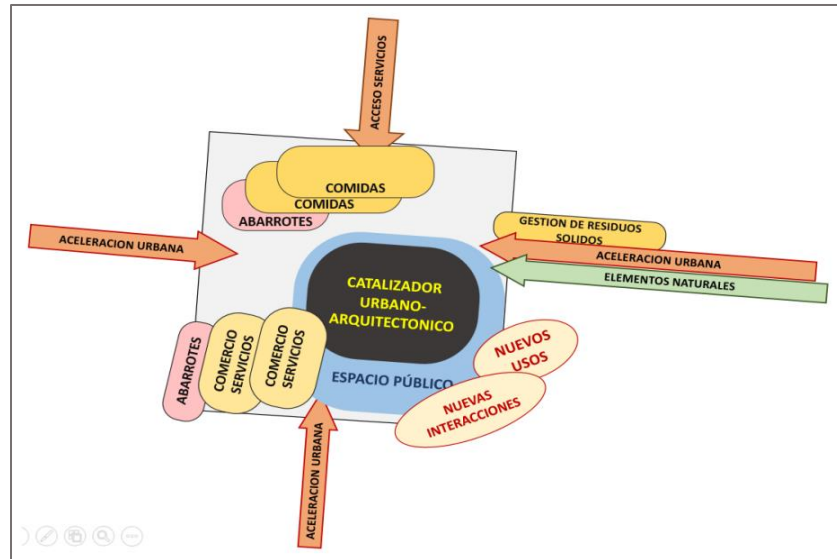 ACCESO SERVICIOS
COMIDAS
COMIDAS
ABARROTES
GESTION DE RESIDUOS
SOLIDOS
ACELERACION URBANA
ACELERACION URBANA
ELEMENTOS NATURALES
CATALIZADOR
URBANO-
ARQUITECTONICO
ABARROTES
COMERCIO
SERVICIOS
COMERCIO
SERVICIOS
ESPACIO PÚBLICO
NUEVOS
USOS
NUEVAS
INTERACCIONES
ACELERACION URBANA